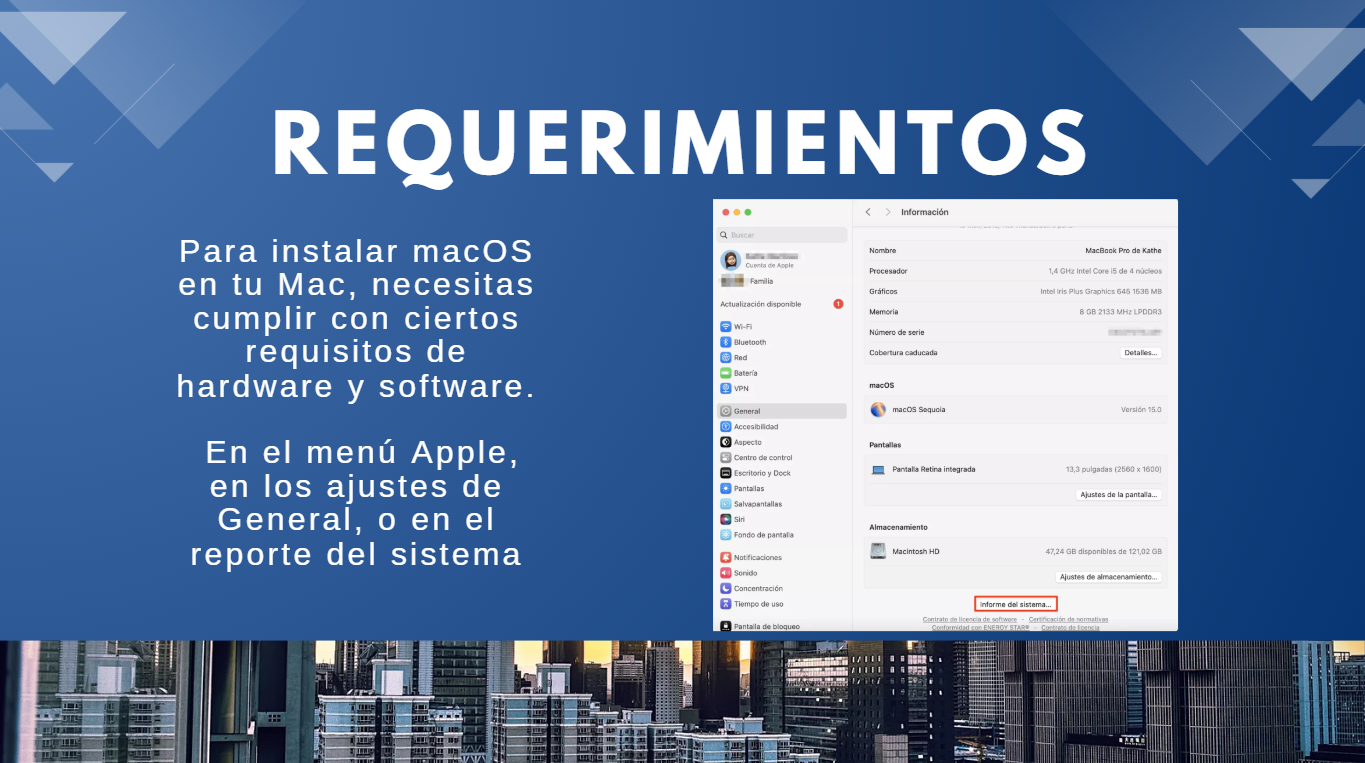 REQUERIMIENTOS
Para instalar macOS
en tu Mac, necesitas
cumplir con ciertos
requisitos de
hardware y software.
En el menú Apple,
en los ajustes de
General, o en el
reporte del sistema
Buscar
Cuenta de Apple
Familia
Actualización disponible 1
Wi-Fi
Bluetooth
Red
Batería
VPN
General
Accesibilidad
Aspecto
Centro de control
Escritorio y Dock
Pantallas
Salvapantallas
Siri
Fondo de pantalla
Notificaciones
Sonido
Concentración
Tiempo de uso
Pantalla de bloqueo
Información
Nombre MacBook Pro de Kathe
Procesador 1,4 GHz Intel Core i5 de 4 núcleos
Gráficos Intel Iris Plus Graphics 645 1536 MB
Memoria 8 GB 2133 MHz LPDDR3
Número de serie
Cobertura caducada Detalles...
macOS
macOS Sequoia Versión 15.0
Pantallas
Pantalla Retina integrada 13,3 pulgadas (2560 x 1600)
Ajustes de la pantalla...
Almacenamiento
Macintosh HD 47,24 GB disponibles de 121,02 GB
Ajustes de almacenamiento...
Informe del sistema...
Contrato de licencia de software - Certificación de normativas
Conformidad con ENERGY STAR® - Contrato de licencia